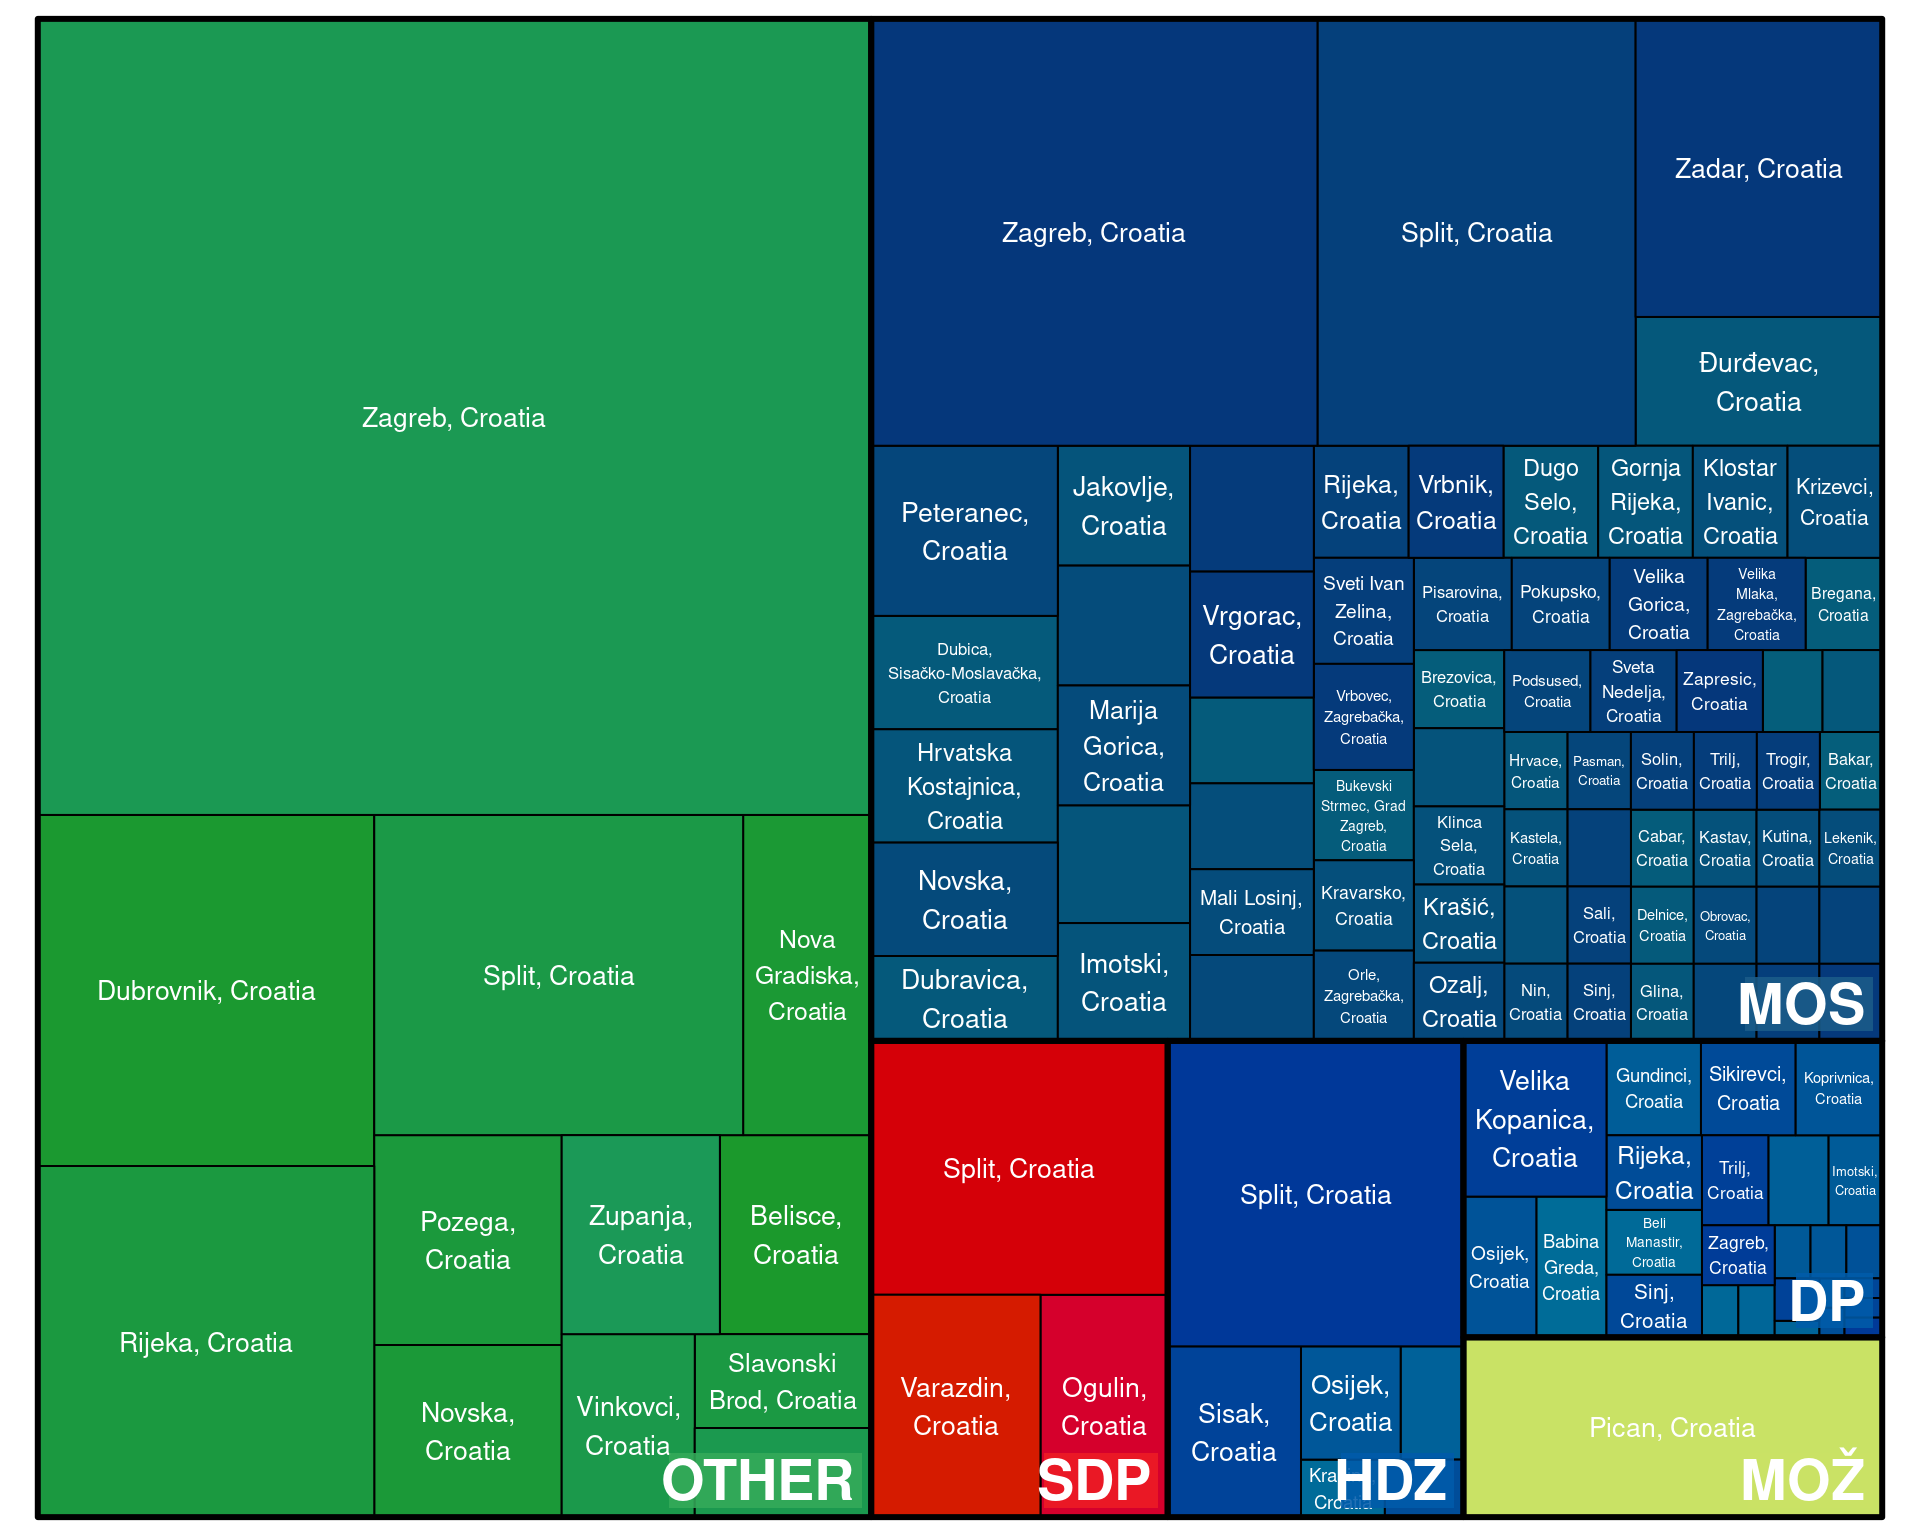 Zagreb, Croatia
Dubrovnik, Croatia
Split, Croatia
Nova
Gradiska,
Croatia
Rijeka, Croatia
Pozega,
Croatia
Zupanja,
Croatia
Belisce,
Croatia
Novska,
Croatia
Vinkovci,
Croatia
Slavonski
Brod, Croatia
OTHER
Zagreb, Croatia
Split, Croatia
Zadar, Croatia
Đurđevac,
Croatia
Peteranec,
Croatia
Dubica,
Sisačko-Moslavačka,
Croatia
Hrvatska
Kostajnica,
Croatia
Novska,
Croatia
Dubravica,
Croatia
Jakovlje,
Croatia
Marija
Gorica,
Croatia
Imotski,
Croatia
Vrgorac,
Croatia
Mali Losinj,
Croatia
Rijeka,
Croatia
Vrbnik,
Croatia
Dugo
Selo,
Croatia
Gornja
Rijeka,
Croatia
Klostar
Ivanic,
Croatia
Krizevci,
Croatia
Sveti Ivan
Zelina,
Croatia
Vrbovec,
Zagrebačka,
Croatia
Bukevski
Strmec, Grad
Zagreb,
Croatia
Kravarsko,
Croatia
Orle,
Zagrebačka,
Croatia
Pisarovina,
Croatia
Pokupsko,
Croatia
Velika
Gorica,
Croatia
Velika
Mlaka,
Zagrebačka,
Croatia
Bregana,
Croatia
Brezovica,
Croatia
Klinca
Sela,
Croatia
Krašić,
Croatia
Ozalj,
Croatia
Podsused,
Croatia
Sveta
Nedelja,
Croatia
Zapresic,
Croatia
Hrvace,
Croatia
Pasman,
Croatia
Solin,
Croatia
Trilj,
Croatia
Trogir,
Croatia
Bakar,
Croatia
Kastela,
Croatia
Cabar,
Croatia
Kastav,
Croatia
Kutina,
Croatia
Lekenik,
Croatia
Sali,
Croatia
Delnice,
Croatia
Obrovac,
Croatia
Nin,
Croatia
Sinj,
Croatia
Glina,
Croatia
MOS
Split, Croatia
Varazdin,
Croatia
Ogulin,
Croatia
SDP
Split, Croatia
Sisak,
Croatia
Osijek,
Croatia
Croatia
HDZ
Velika
Kopanica,
Croatia
Gundinci,
Croatia
Sikirevci,
Croatia
Koprivnica,
Croatia
Osijek,
Croatia
Babina
Greda,
Croatia
Rijeka,
Croatia
Beli
Manastir,
Croatia
Sinj,
Croatia
Trilj,
Croatia
Imotski,
Croatia
Zagreb,
Croatia
DP
Pican, Croatia
MOŽ